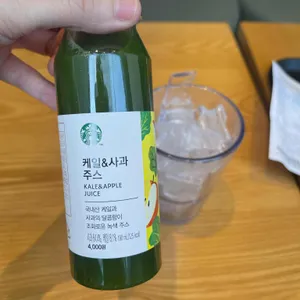 케일&사과
주스
KALE&APPLE
JUICE
국내산 케일과
사과의 달콤함이
조화로운 녹색 주스
4,000원